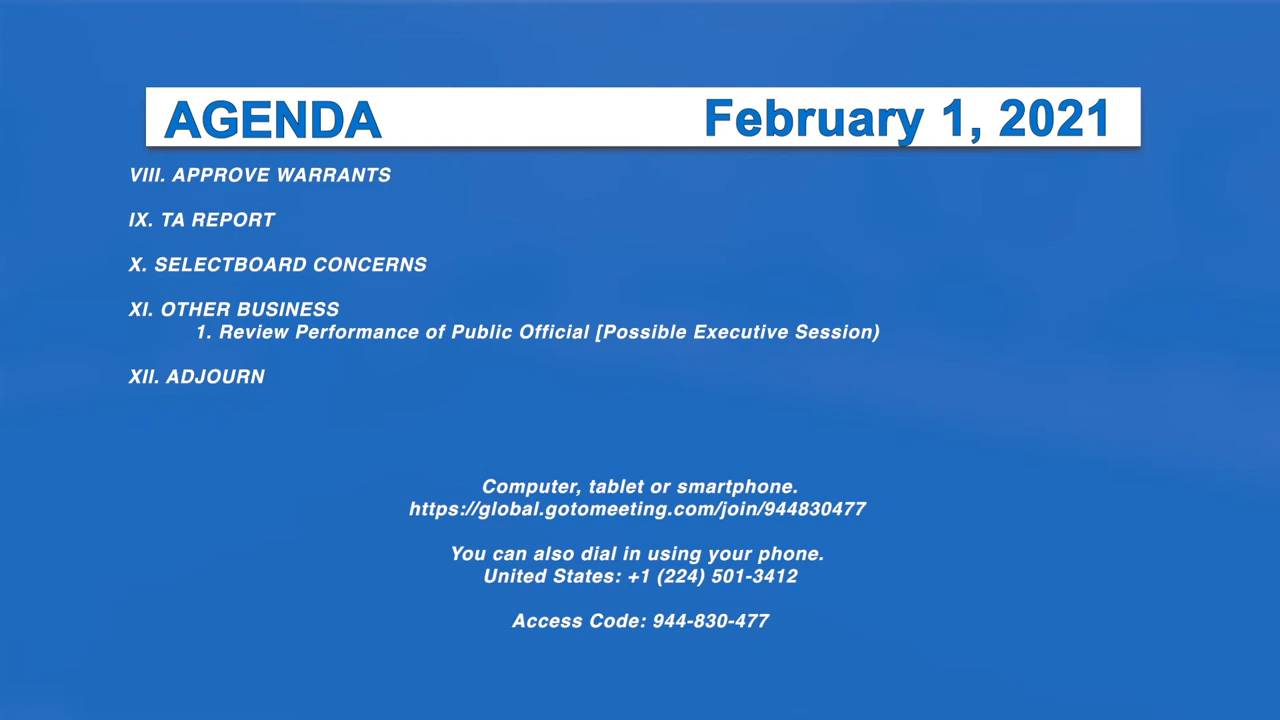 AGENDA February 1, 2021
VIII. APPROVE WARRANTS
IX. TA REPORT
X. SELECTBOARD CONCERNS
XI. OTHER BUSINESS
1. Review Performance of Public Official [Possible Executive Session)
XII. ADJOURN
Computer, tablet or smartphone.
https://global.gotomeeting.com/join/944830477
You can also dial in using your phone.
United States: +1 (224) 501-3412
Access Code: 944-830-477